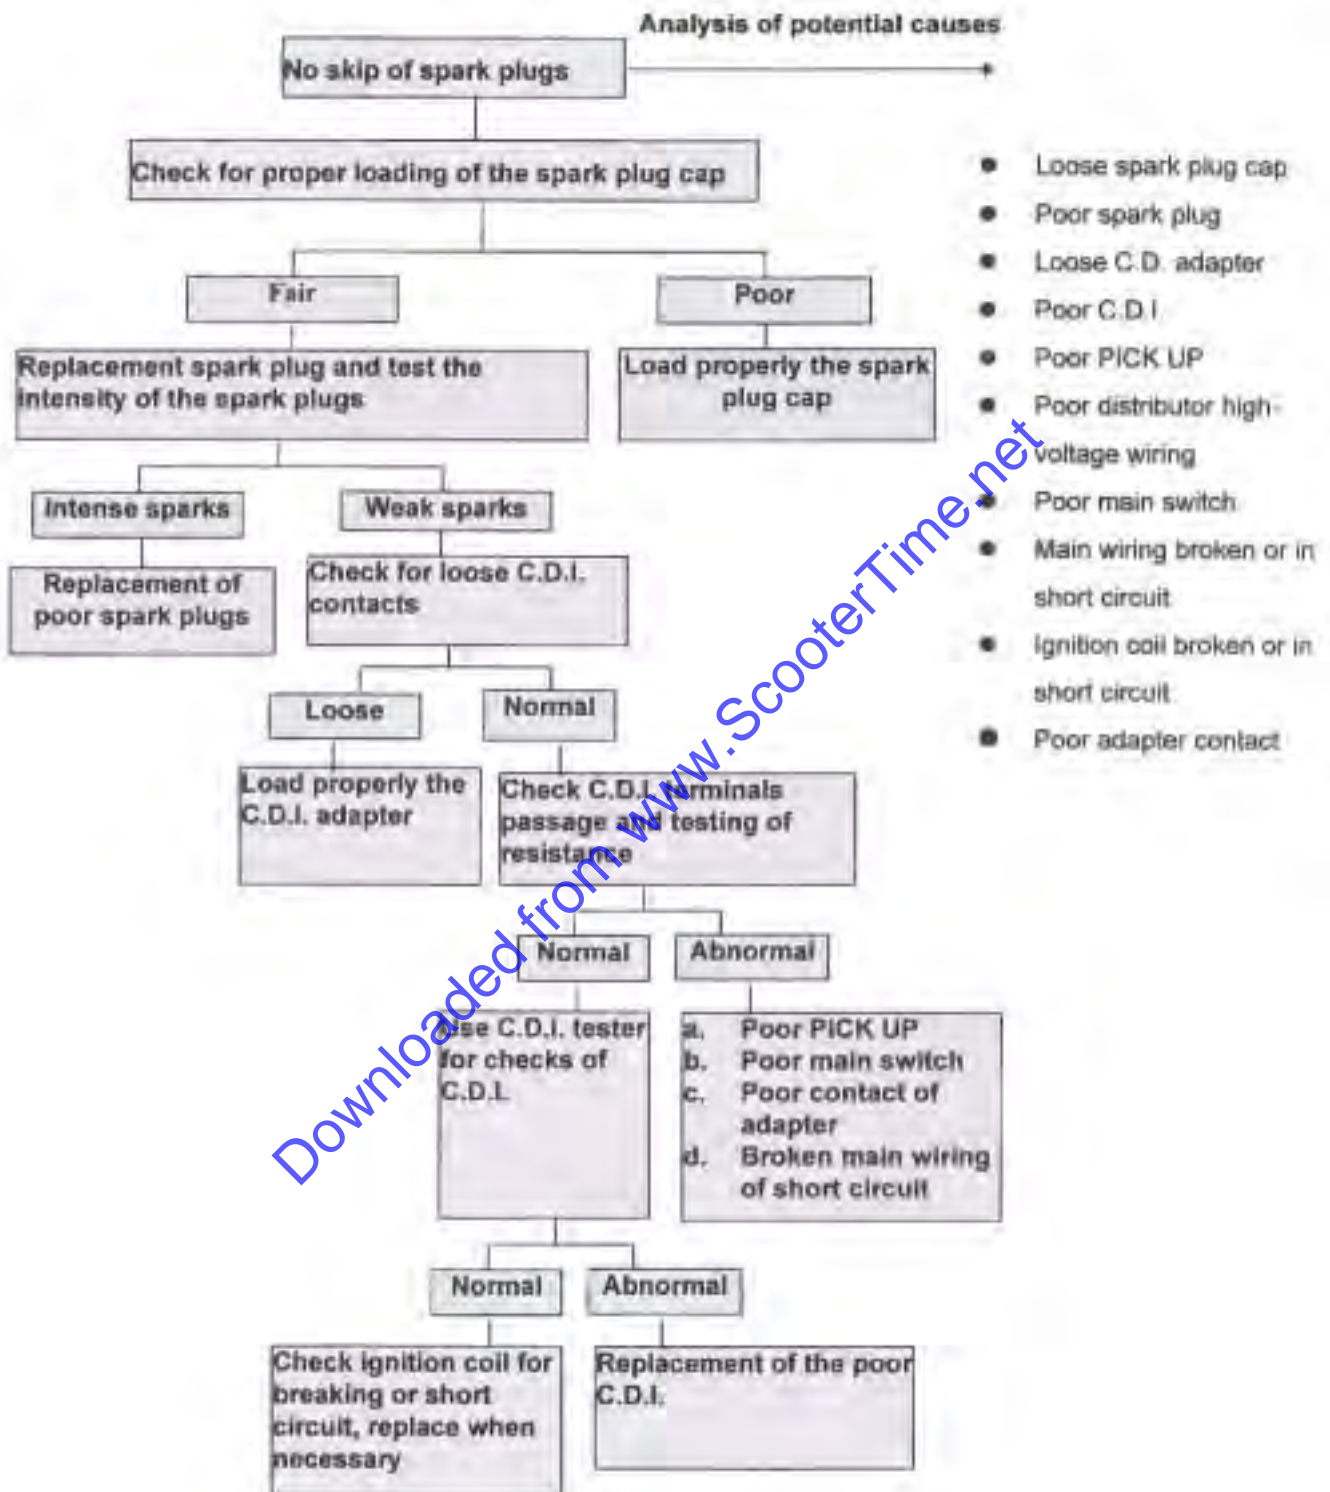 Analysis of potential causes
No skip of spark plugs
Check for proper loading of the spark plug cap
Fair
Poor
Replacement spark plug and test the
intensity of the spark plugs
Load properly the spark
plug cap
Intense sparks
Weak sparks
Replacement of
poor spark plugs
Check for loose C.D.I.
contacts
Loose
Normal
Load properly the
C.D.I. adapter
Check C.D.I. terminals
passage and testing of
resistance
Normal
Abnormal
Use C.D.I. tester
for checks of
C.D.I.
a. Poor PICK UP
b. Poor main switch
c. Poor contact of
adapter
d. Broken main wiring
of short circuit
Normal
Abnormal
Check ignition coil for
breaking or short
circuit, replace when
necessary
Replacement of the poor
C.D.I.
● Loose spark plug cap
● Poor spark plug
● Loose C.D. adapter
● Poor C.D.I
● Poor PICK UP
● Poor distributor high-
voltage wiring
● Poor main switch
● Main wiring broken or in
short circuit
● Ignition coil broken or in
short circuit
● Poor adapter contact
Downloaded from www.ScooterTime.net